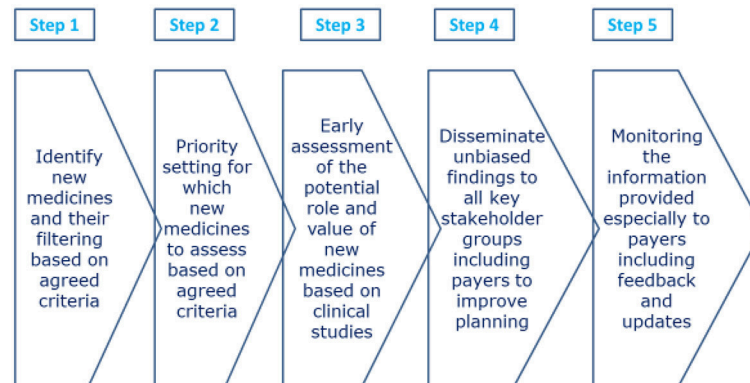 Step 1
Step 2
Step 3
Step 4
Step 5
Identify
new
medicines
and their
filtering
based on
agreed
criteria
Priority
setting for
which
new
medicines
to assess
based on
agreed
criteria
Early
assessment
of the
potential
role and
value of
new
medicines
based on
clinical
studies
Disseminate
unbiased
findings to
all key
stakeholder
groups
including
payers to
improve
planning
Monitoring
the
information
provided
especially to
payers
including
feedback
and
updates